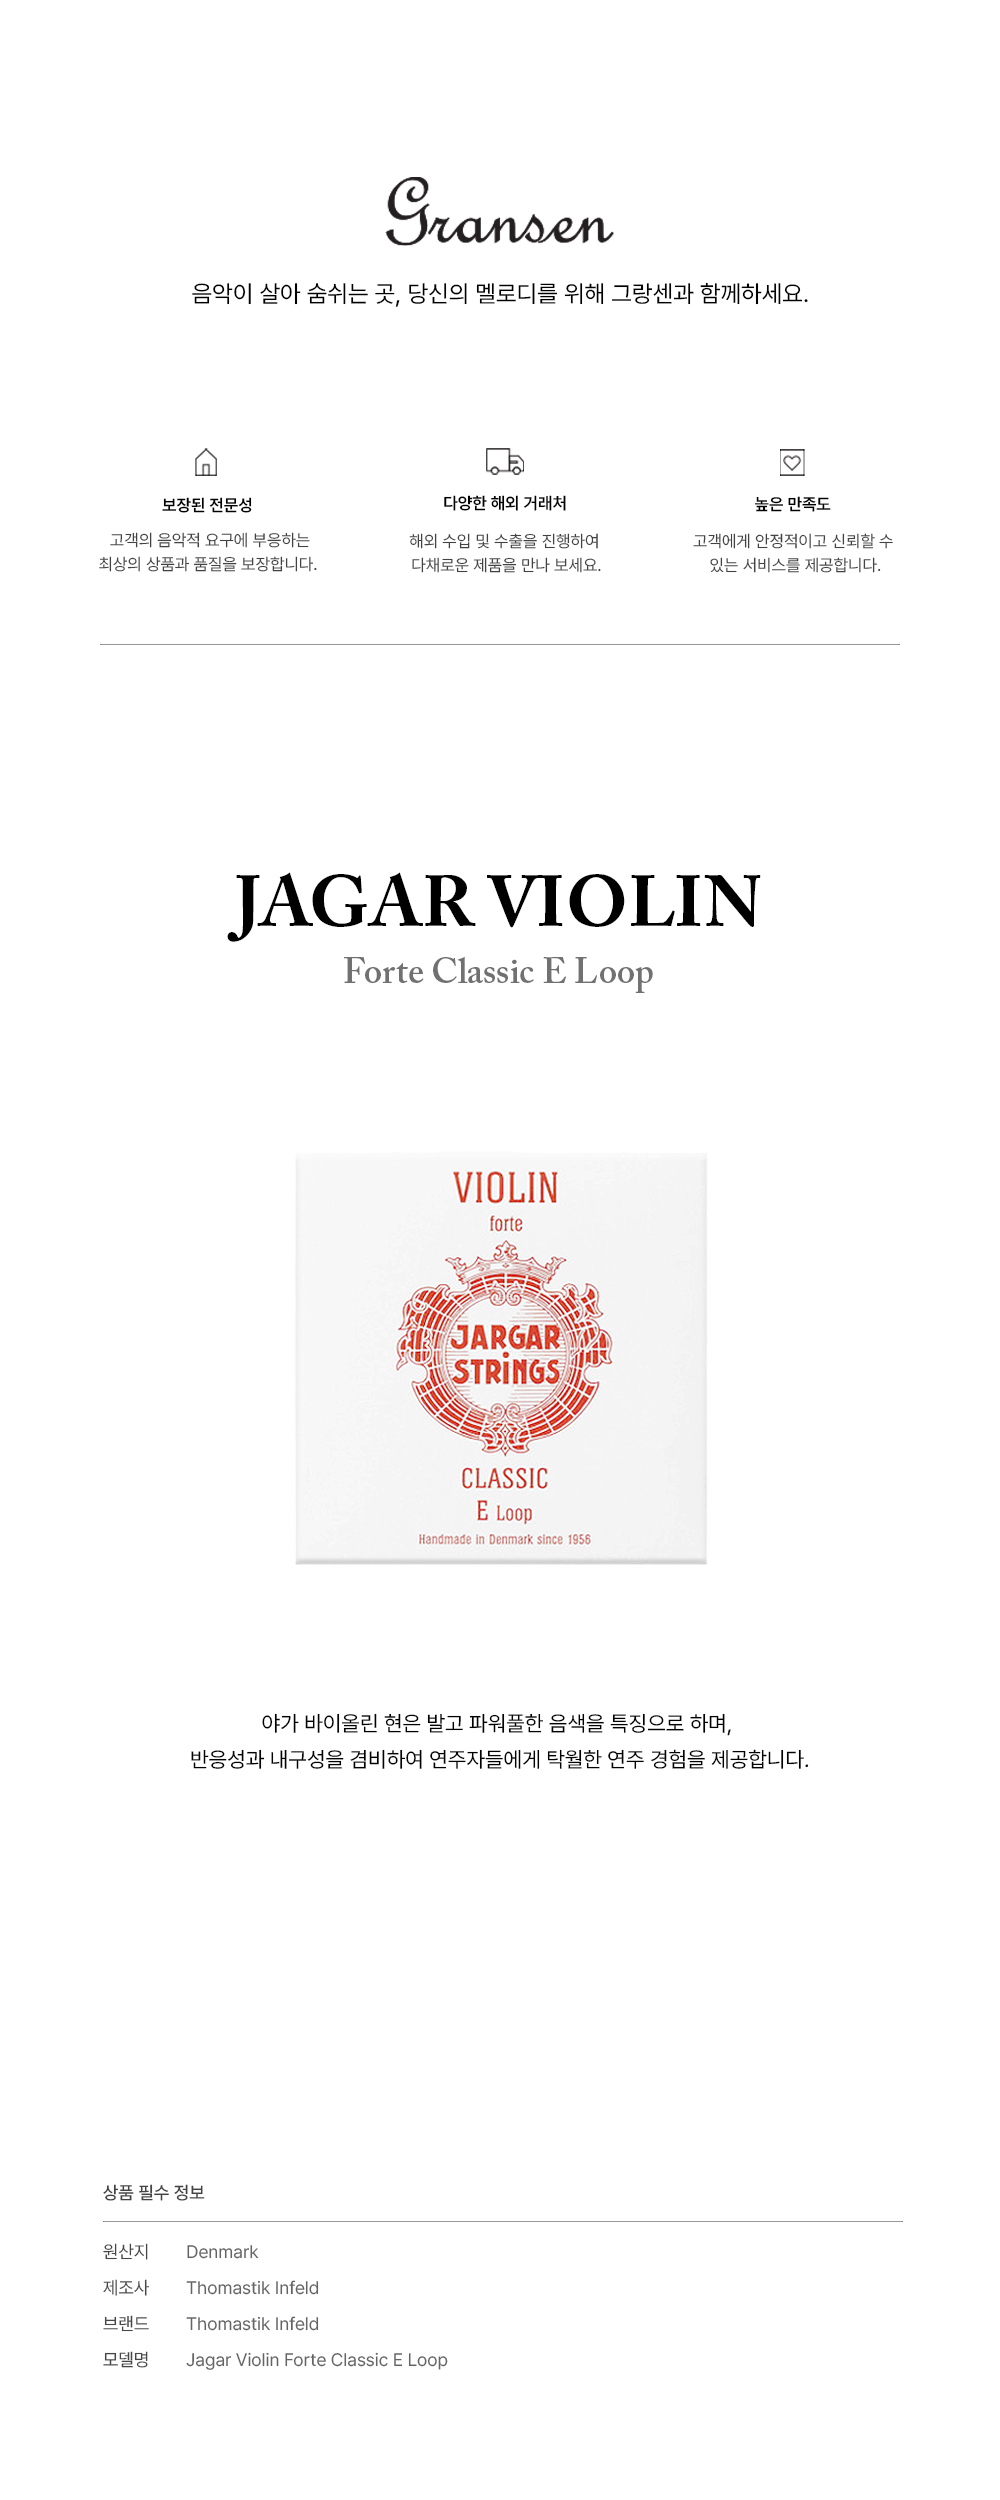 Gransen
음악이 살아 숨쉬는 곳, 당신의 멜로디를 위해 그랑센과 함께하세요.
보장된 전문성
고객의 음악적 요구에 부응하는
최상의 상품과 품질을 보장합니다.
다양한 해외 거래처
해외 수입 및 수출을 진행하여
다채로운 제품을 만나 보세요.
높은 만족도
고객에게 안정적이고 신뢰할 수
있는 서비스를 제공합니다.
JAGAR VIOLIN
Forte Classic E Loop
VIOLIN
forte
JARGAR
STRINGS
CLASSIC
E Loop
Handmade in Denmark since 1956
야가 바이올린 현은 발고 파워풀한 음색을 특징으로 하며,
반응성과 내구성을 겸비하여 연주자들에게 탁월한 연주 경험을 제공합니다.
상품 필수 정보
원산지 Denmark
제조사 Thomastik Infeld
브랜드 Thomastik Infeld
모델명 Jagar Violin Forte Classic E Loop